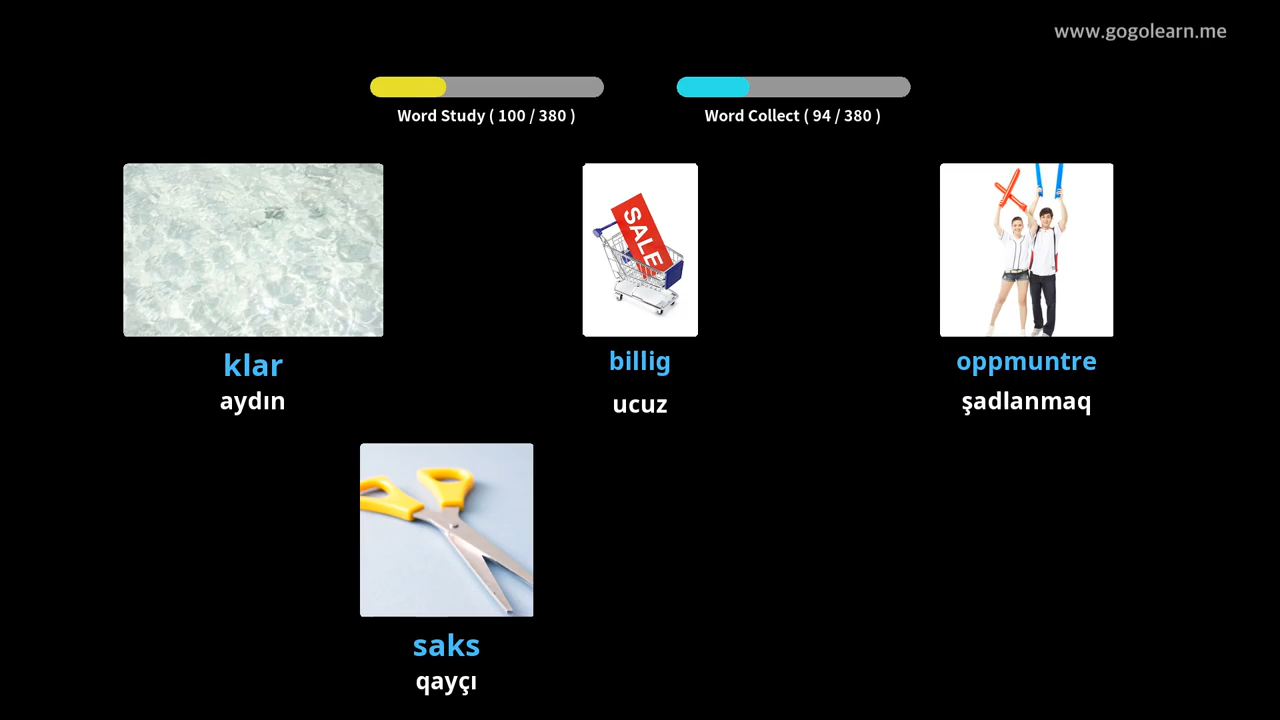 www.gogolearn.me
Word Study ( 100 / 380 )
Word Collect ( 94 / 380 )
SALE
klar
aydın
billig
ucuz
oppmuntre
şadlanmaq
saks
qayçı